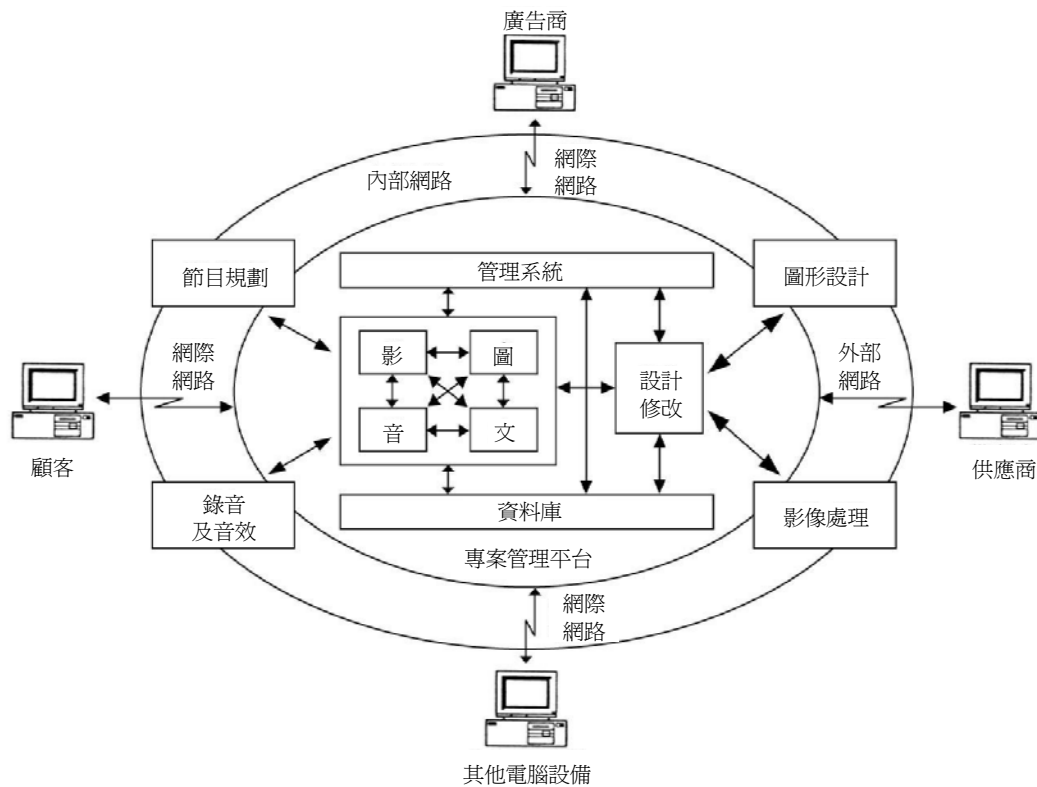 廣告商
網際
網路
內部網路
節目規劃
管理系統
圖形設計
影
圖
網際
網路
設計
修改
外部
網路
音
文
顧客
供應商
錄音
及音效
資料庫
影像處理
專案管理平台
網際
網路
其他電腦設備